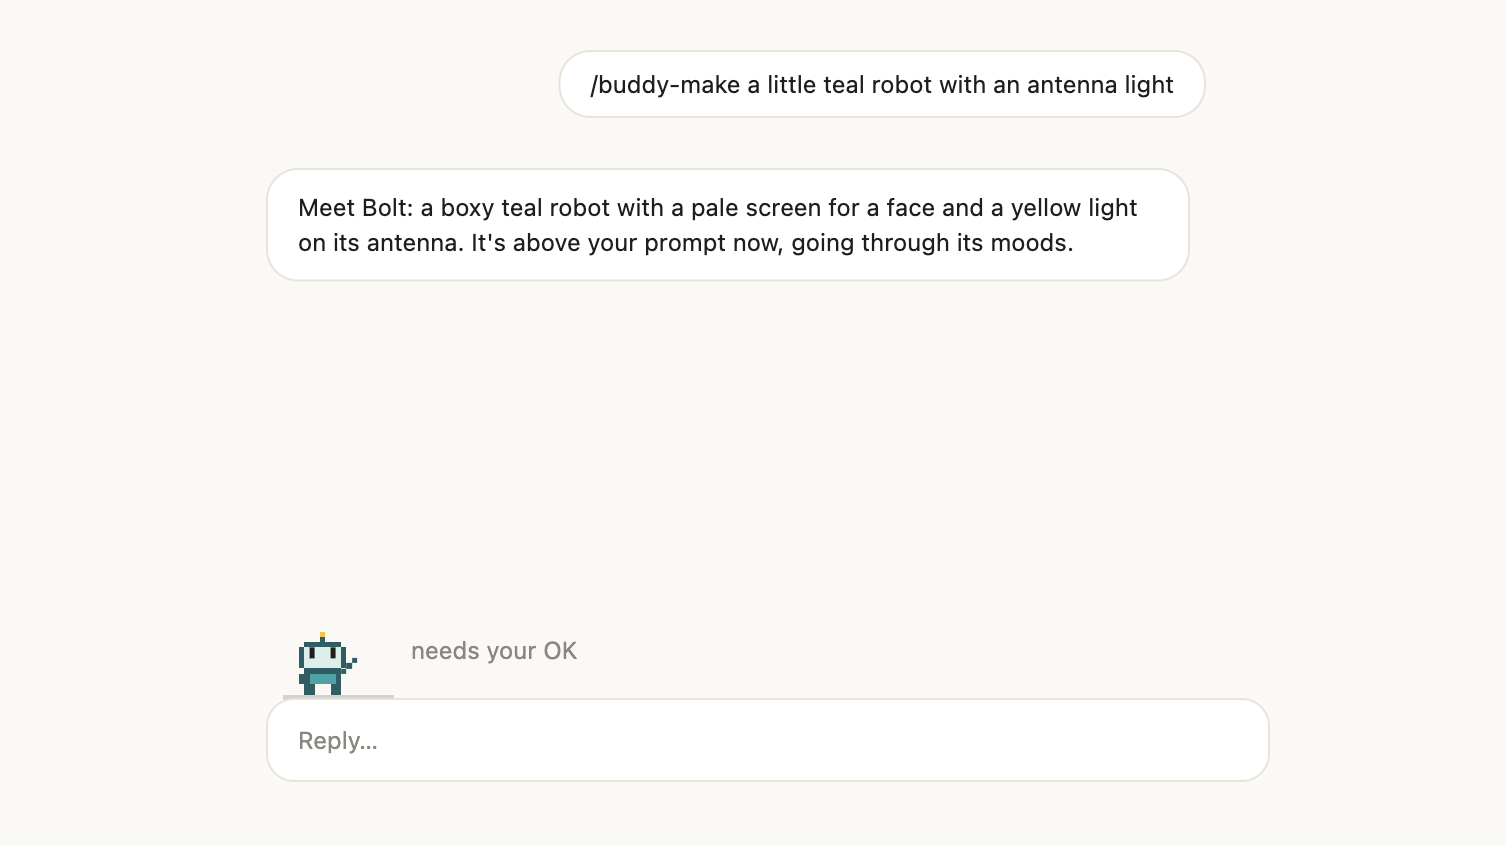 /buddy-make a little teal robot with an antenna light
Meet Bolt: a boxy teal robot with a pale screen for a face and a yellow light
on its antenna. It's above your prompt now, going through its moods.
needs your OK
Reply...